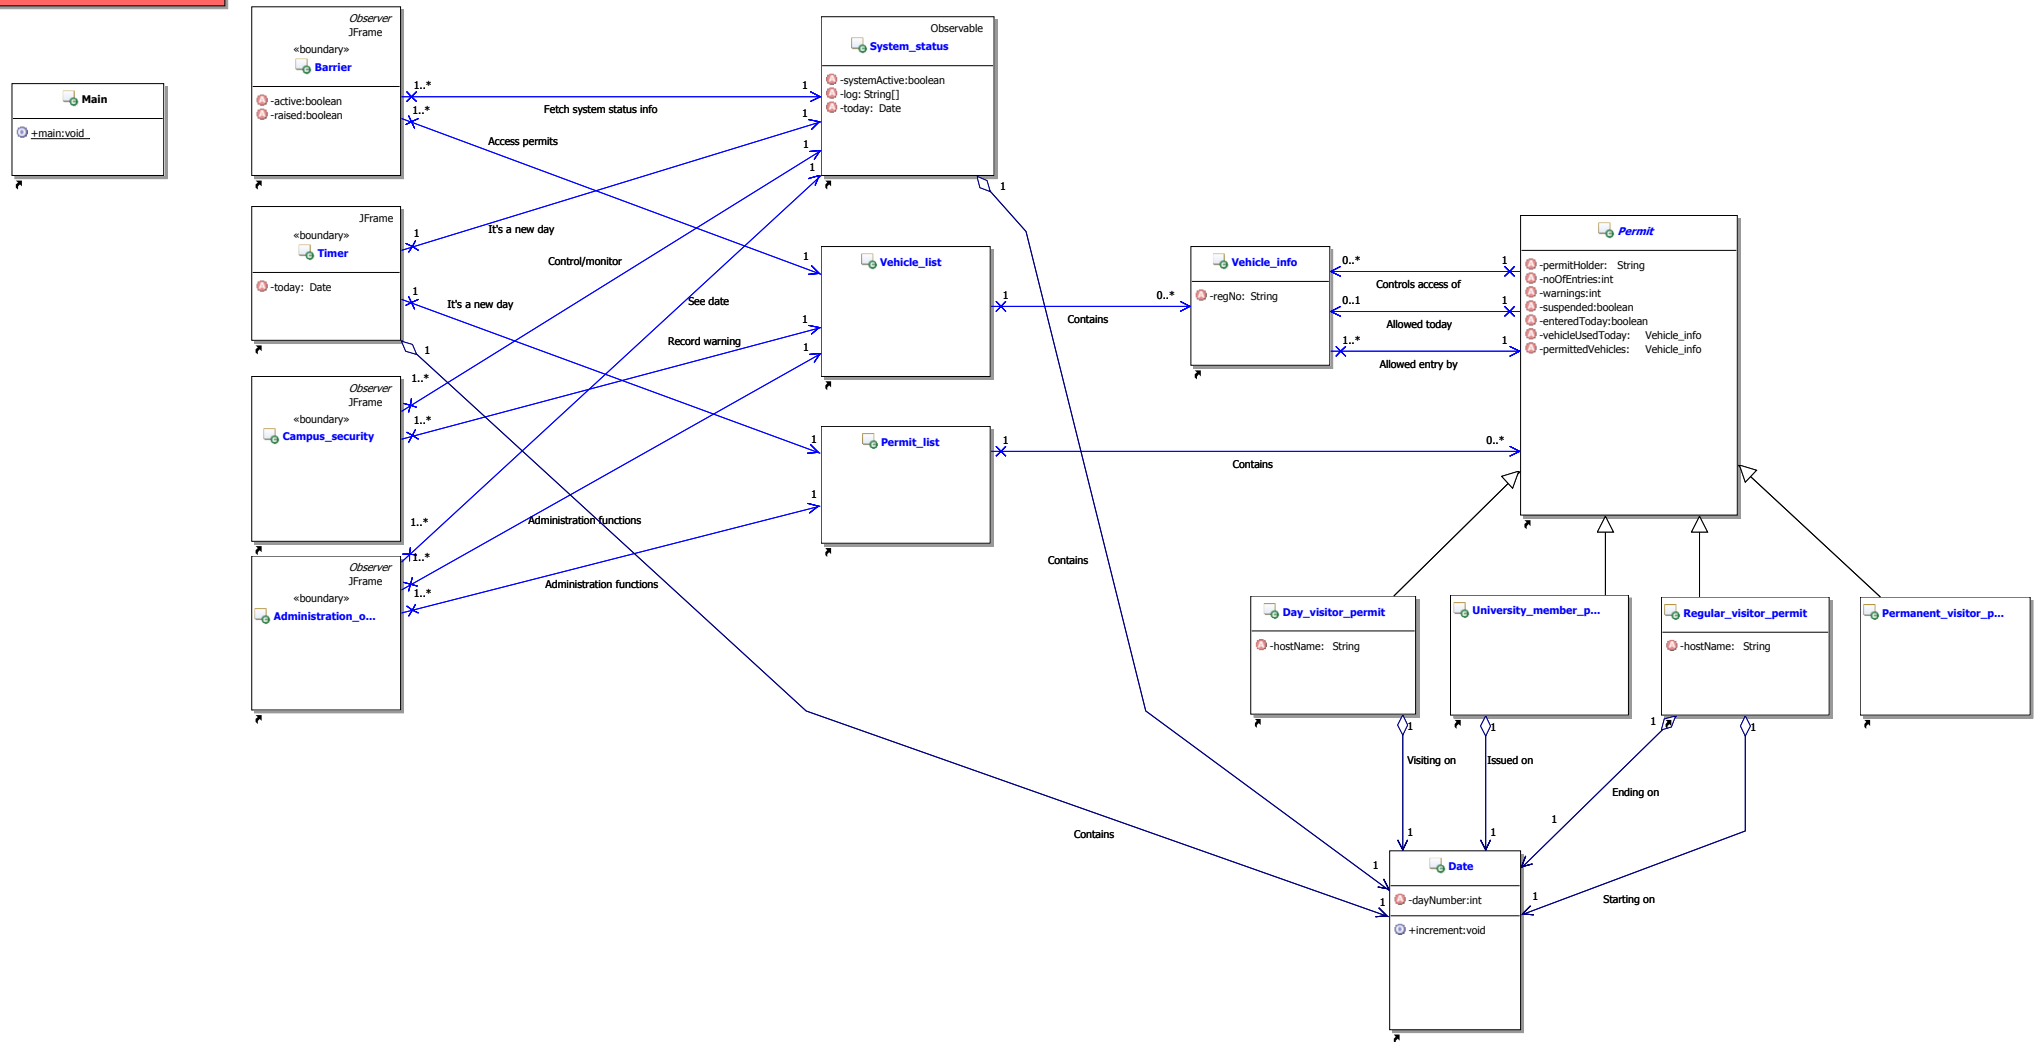 Main
+main:void
Observer
JFrame
«boundary»
Barrier
-active:boolean
-raised:boolean
Observable
System_status
-systemActive:boolean
-log: String[]
-today: Date
1..*
1
Fetch system status info
1..*
1
Access permits
1
1
1
It's a new day
Control/monitor
1
JFrame
«boundary»
Timer
-today: Date
1
1
1
It's a new day
See date
Record warning
1
1
1..*
1..*
Vehicle_list
1
0..*
Contains
Vehicle_info
-regNo: String
0..*
1
Controls access of
0..1
1
Allowed today
1..*
1
Allowed entry by
Permit
-permitHolder: String
-noOfEntries:int
-warnings:int
-suspended:boolean
-enteredToday:boolean
-vehicleUsedToday: Vehicle_info
-permittedVehicles: Vehicle_info
Observer
JFrame
«boundary»
Campus_security
1
1
Permit_list
1
0..*
Contains
1..*
Administration functions
1..*
1..*
Administration functions
Contains
Observer
JFrame
«boundary»
Administration_o...
Day_visitor_permit
-hostName: String
University_member_p...
Regular_visitor_permit
-hostName: String
Permanent_visitor_p...
1
1
1
1
Visiting on
Issued on
Ending on
Starting on
Contains
1
1
1
1
1
1
Date
-dayNumber:int
+increment:void